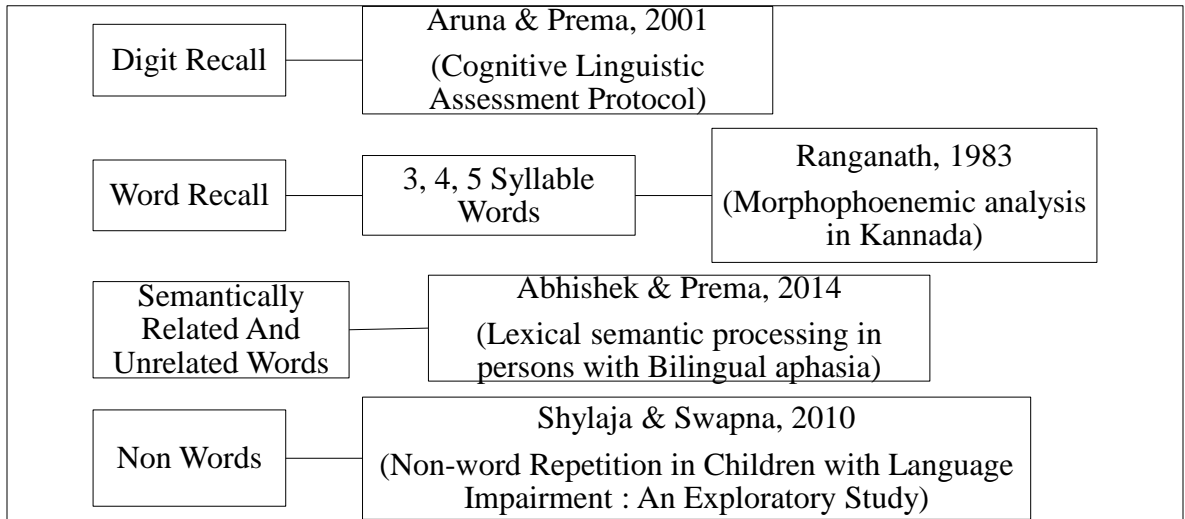 Digit Recall
Aruna & Prema, 2001
(Cognitive Linguistic
Assessment Protocol)
Word Recall
3, 4, 5 Syllable
Words
Ranganath, 1983
(Morphophoenemic analysis
in Kannada)
Semantically
Related And
Unrelated Words
Abhishek & Prema, 2014
(Lexical semantic processing in
persons with Bilingual aphasia)
Non Words
Shylaja & Swapna, 2010
(Non-word Repetition in Children with Language
Impairment : An Exploratory Study)